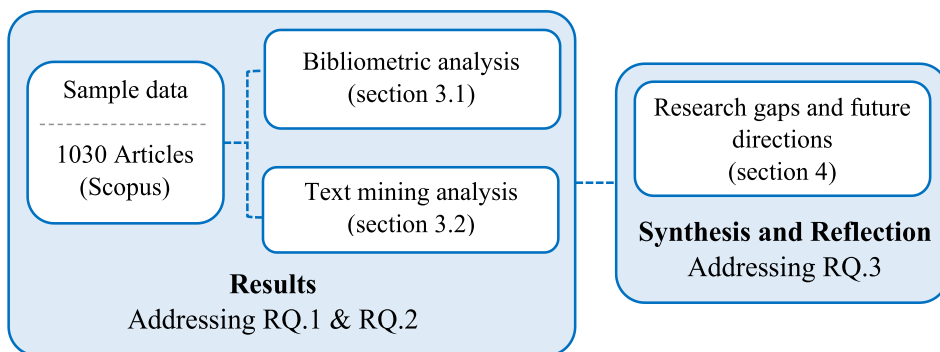 Sample data
1030 Articles
(Scopus)
Bibliometric analysis
(section 3.1)
Text mining analysis
(section 3.2)
Results
Addressing RQ.1 & RQ.2
Research gaps and future
directions
(section 4)
Synthesis and Reflection
Addressing RQ.3